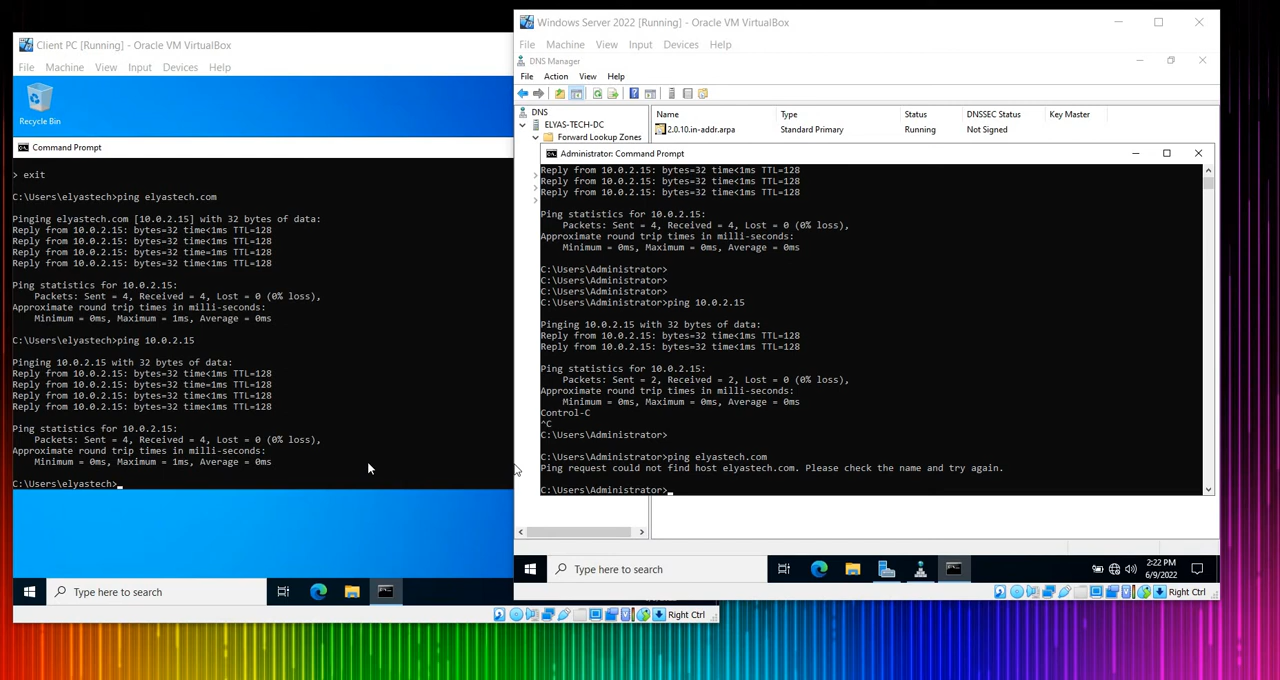 Client PC [Running] - Oracle VM VirtualBox
File Machine View Input Devices Help
Recycle Bin
Command Prompt
> exit
C:\Users\elyastech>ping elyastech.com
Pinging elyastech.com [10.0.2.15] with 32 bytes of data:
Reply from 10.0.2.15: bytes=32 time<1ms TTL=128
Reply from 10.0.2.15: bytes=32 time<1ms TTL=128
Reply from 10.0.2.15: bytes=32 time<1ms TTL=128
Reply from 10.0.2.15: bytes=32 time<1ms TTL=128
Ping statistics for 10.0.2.15:
Packets: Sent = 4, Received = 4, Lost = 0 (0% loss),
Approximate round trip times in milli-seconds:
Minimum = 0ms, Maximum = 1ms, Average = 0ms
C:\Users\elyastech>ping 10.0.2.15
Pinging 10.0.2.15 with 32 bytes of data:
Reply from 10.0.2.15: bytes=32 time<1ms TTL=128
Reply from 10.0.2.15: bytes=32 time=1ms TTL=128
Reply from 10.0.2.15: bytes=32 time<1ms TTL=128
Reply from 10.0.2.15: bytes=32 time<1ms TTL=128
Ping statistics for 10.0.2.15:
Packets: Sent = 4, Received = 4, Lost = 0 (0% loss),
Approximate round trip times in milli-seconds:
Minimum = 0ms, Maximum = 1ms, Average = 0ms
C:\Users\elyastech>
Type here to search
Right Ctrl
Windows Server 2022 [Running] - Oracle VM VirtualBox
File Machine View Input Devices Help
DNS Manager
File Action View Help
DNS
ELYAS-TECH-DC
Forward Lookup Zones
Name Type Status DNSSEC Status Key Master
2.0.10.in-addr.arpa Standard Primary Running Not Signed
Administrator: Command Prompt
Reply from 10.0.2.15: bytes=32 time<1ms TTL=128
Reply from 10.0.2.15: bytes=32 time<1ms TTL=128
Reply from 10.0.2.15: bytes=32 time<1ms TTL=128
Ping statistics for 10.0.2.15:
Packets: Sent = 4, Received = 4, Lost = 0 (0% loss),
Approximate round trip times in milli-seconds:
Minimum = 0ms, Maximum = 0ms, Average = 0ms
C:\Users\Administrator>
C:\Users\Administrator>
C:\Users\Administrator>
C:\Users\Administrator>ping 10.0.2.15
Pinging 10.0.2.15 with 32 bytes of data:
Reply from 10.0.2.15: bytes=32 time<1ms TTL=128
Reply from 10.0.2.15: bytes=32 time<1ms TTL=128
Ping statistics for 10.0.2.15:
Packets: Sent = 2, Received = 2, Lost = 0 (0% loss),
Approximate round trip times in milli-seconds:
Minimum = 0ms, Maximum = 0ms, Average = 0ms
Control-C
^C
C:\Users\Administrator>
C:\Users\Administrator>ping elyastech.com
Ping request could not find host elyastech.com. Please check the name and try again.
C:\Users\Administrator>
Type here to search
2:22 PM
6/9/2022
Right Ctrl